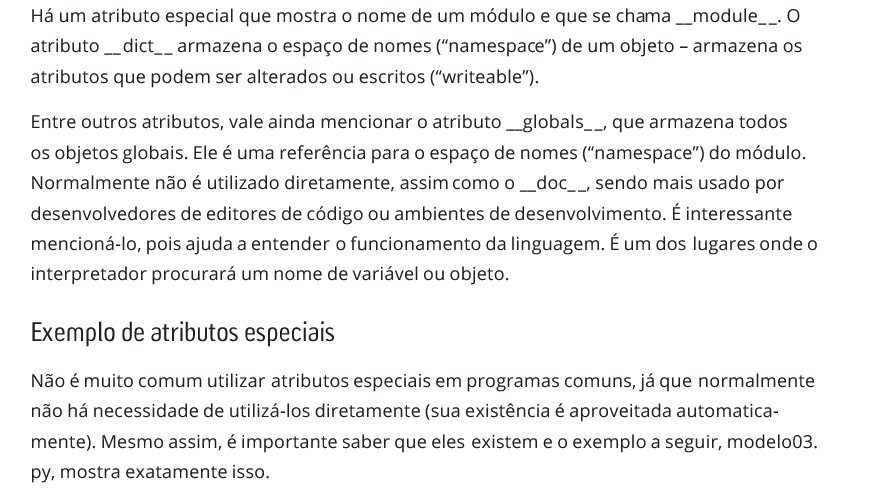 Há um atributo especial que mostra o nome de um módulo e que se chama __module__. O
atributo __dict__ armazena o espaço de nomes (“namespace”) de um objeto – armazena os
atributos que podem ser alterados ou escritos (“writeable”).
Entre outros atributos, vale ainda mencionar o atributo __globals__, que armazena todos
os objetos globais. Ele é uma referência para o espaço de nomes (“namespace”) do módulo.
Normalmente não é utilizado diretamente, assim como o __doc__, sendo mais usado por
desenvolvedores de editores de código ou ambientes de desenvolvimento. É interessante
mencioná-lo, pois ajuda a entender o funcionamento da linguagem. É um dos lugares onde o
interpretador procurará um nome de variável ou objeto.
Exemplo de atributos especiais
Não é muito comum utilizar atributos especiais em programas comuns, já que normalmente
não há necessidade de utilizá-los diretamente (sua existência é aproveitada automatica-
mente). Mesmo assim, é importante saber que eles existem e o exemplo a seguir, modelo03.
py, mostra exatamente isso.